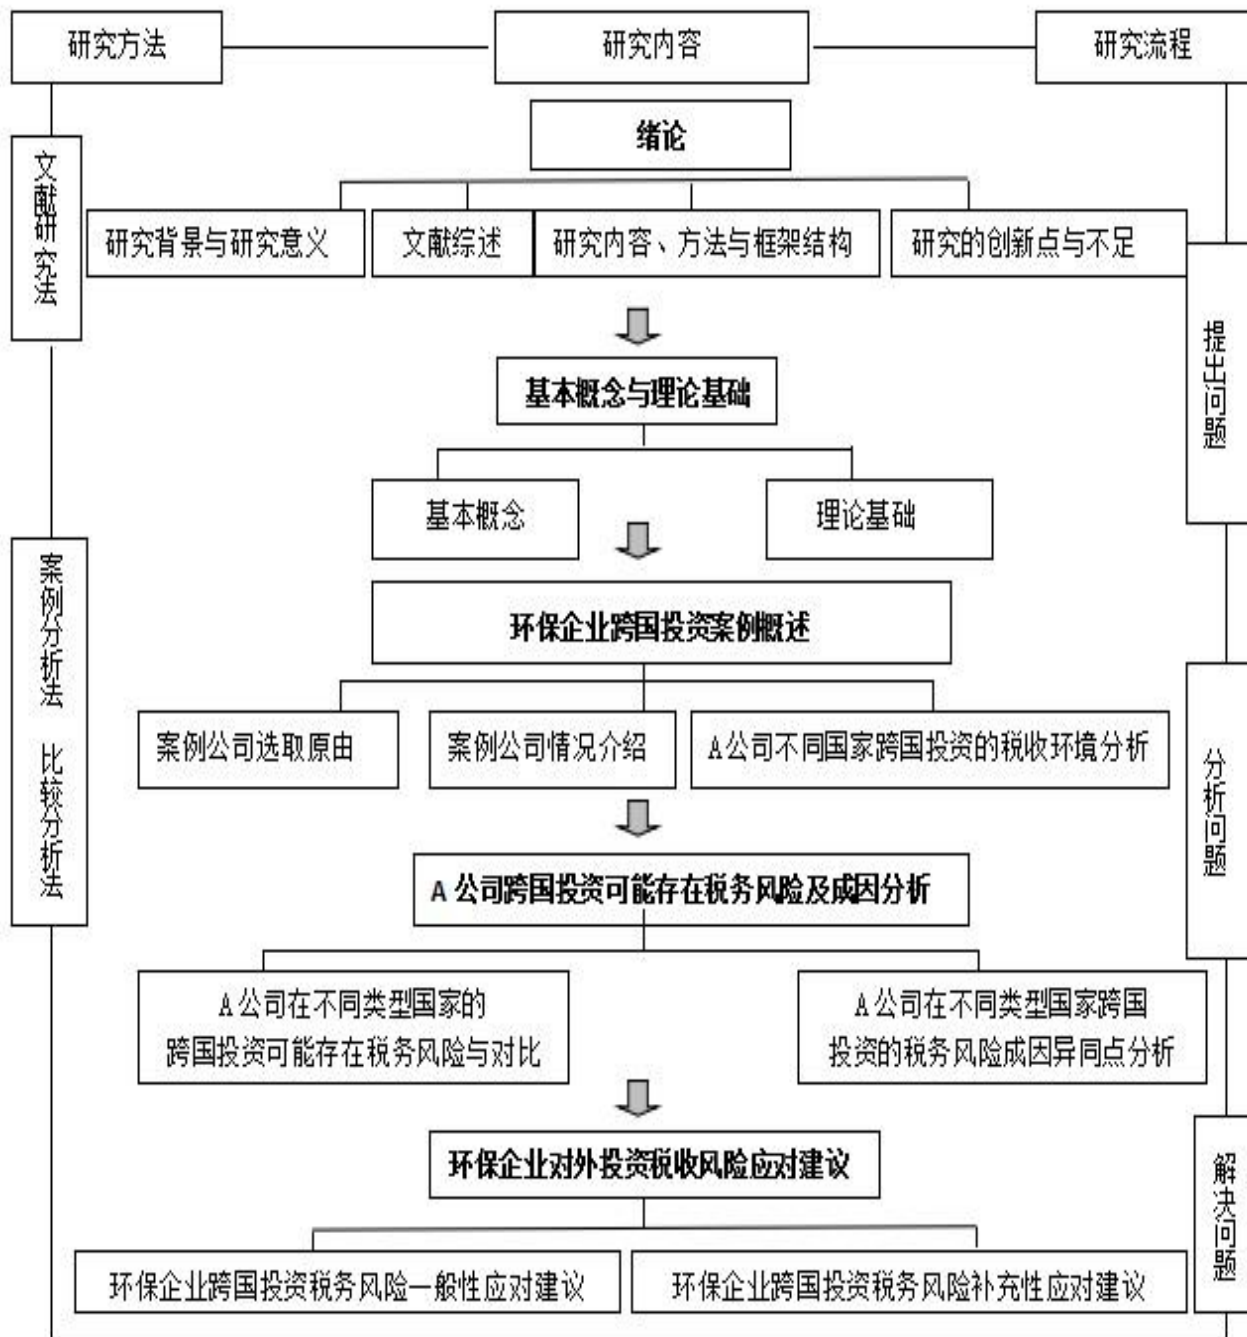 研究方法
研究内容
研究流程
绪论
文献研究法
研究背景与研究意义
文献综述
研究内容、方法与框架结构
研究的创新点与不足
提出问题
基本概念与理论基础
基本概念
理论基础
案例分析法 比较分析法
环保企业跨国投资案例概述
案例公司选取原由
案例公司情况介绍
A公司不同国家跨国投资的税收环境分析
分析问题
A 公司跨国投资可能存在税务风险及成因分析
A公司在不同类型国家的
跨国投资可能存在税务风险与对比
A公司在不同类型国家跨国
投资的税务风险成因异同点分析
环保企业对外投资税收风险应对建议
解决问题
环保企业跨国投资税务风险一般性应对建议
环保企业跨国投资税务风险补充性应对建议